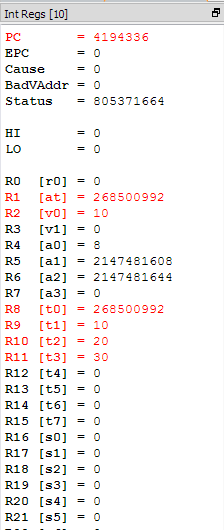 Int Regs [10]
PC       = 4194336
EPC      = 0
Cause    = 0
BadVAddr = 0
Status   = 805371664
HI       = 0
LO       = 0
R0  [r0] = 0
R1  [at] = 268500992
R2  [v0] = 10
R3  [v1] = 0
R4  [a0] = 8
R5  [a1] = 2147481608
R6  [a2] = 2147481644
R7  [a3] = 0
R8  [t0] = 268500992
R9  [t1] = 10
R10 [t2] = 20
R11 [t3] = 30
R12 [t4] = 0
R13 [t5] = 0
R14 [t6] = 0
R15 [t7] = 0
R16 [s0] = 0
R17 [s1] = 0
R18 [s2] = 0
R19 [s3] = 0
R20 [s4] = 0
R21 [s5] = 0